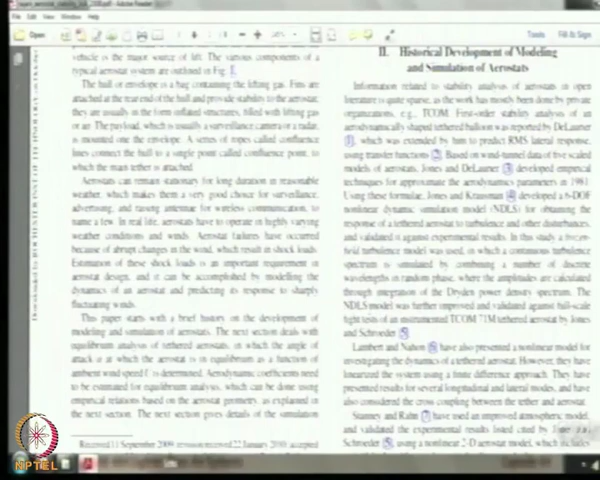 File Edit View Window Help
Open
Tools Fill & Sign
vehicle is the major source of lift. The various components of a
typical aerostat system are outlined in Fig. 1.
The hull or envelope is a bag containing the lifting gas. Fins are
attached at the rear end of the hull and provide stability to the aerostat;
they are usually in the form inflated structures, filled with lifting gas
or air. The payload, which is usually a surveillance camera or a radar,
is mounted one the envelope. A series of ropes called confluence
lines connect the hull to a single point called confluence point, to
which the main tether is attached.
Aerostats can remain stationary for long duration in reasonable
weather, which makes them a very good choice for surveillance,
advertising, and raising antennae for wireless communication, to
name a few. In real life, aerostats have to operate in highly varying
weather conditions and winds. Aerostat failures have occurred
because of abrupt changes in the wind, which result in shock loads.
Estimation of these shock loads is an important requirement in
aerostat design, and it can be accomplished by modelling the
dynamics of an aerostat and predicting its response to sharply
fluctuating winds.
This paper starts with a brief history on the development of
modeling and simulation of aerostats. The next section deals with
equilibrium analysis of tethered aerostats, in which the angle of
attack α at which the aerostat is in equilibrium as a function of
ambient wind speed U is determined. Aerodynamic coefficients need
to be estimated for equilibrium analysis, which can be done using
empirical relations based on the aerostat geometry, as explained in
the next section. The next section gives details of the simulation
Received 11 September 2009; revision received 22 January 2010; accepted
II. Historical Development of Modeling
and Simulation of Aerostats
Information related to stability analysis of aerostats in open
literature is quite sparse, as the work has mostly been done by private
organizations, e.g., TCOM. First-order stability analysis of an
aerodynamically shaped tethered balloon was reported by DeLaurier
[1], which was extended by him to predict RMS lateral response,
using transfer functions [2]. Based on wind-tunnel data of five scaled
models of aerostats, Jones and DeLaurier [3] developed empirical
techniques for approximate the aerodynamics parameters in 1981.
Using these formulae, Jones and Krausman [4] developed a 6-DOF
nonlinear dynamic simulation model (NDLS) for obtaining the
response of a tethered aerostat to turbulence and other disturbances,
and validated it against experimental results. In this study a frozen-
field turbulence model was used, in which a continuous turbulence
spectrum is simulated by combining a number of discrete
wavelengths in random phase, where the amplitudes are calculated
through integration of the Dryden power density spectrum. The
NDLS model was further improved and validated against full-scale
tests of an instrumented TCOM 71M tethered aerostat by Jones
and Schroeder [5].
Lambert and Nahon [6] have also presented a nonlinear model for
investigating the dynamics of a tethered aerostat. However, they have
linearized the system using a finite difference approach. They have
presented results for several longitudinal and lateral modes, and have
also considered the cross coupling between the tether and aerostat.
Stanney and Rahn [7] have used an improved atmospheric model,
and validated the experimental results listed cited by Jones and
Schroeder [5], using a nonlinear 2-D aerostat model, which includes
NPTEL